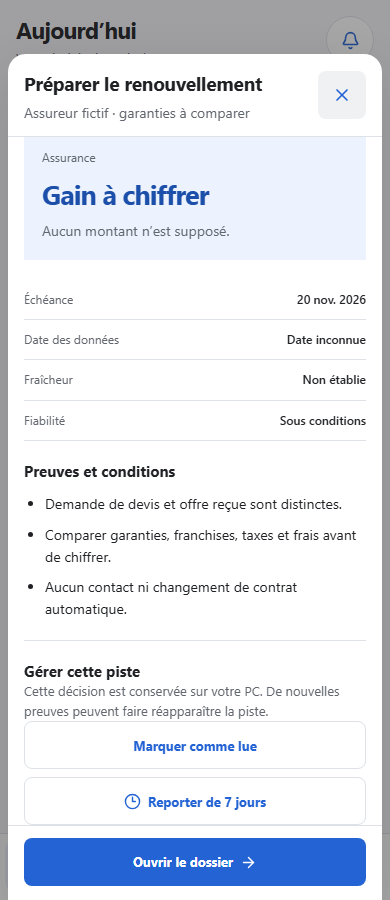 Aujourd’hui
Préparer le renouvellement
Assureur fictif · garanties à comparer
Assurance
Gain à chiffrer
Aucun montant n’est supposé.
Échéance
20 nov. 2026
Date des données
Date inconnue
Fraîcheur
Non établie
Fiabilité
Sous conditions
Preuves et conditions
• Demande de devis et offre reçue sont distinctes.
• Comparer garanties, franchises, taxes et frais avant
de chiffrer.
• Aucun contact ni changement de contrat
automatique.
Gérer cette piste
Cette décision est conservée sur votre PC. De nouvelles
preuves peuvent faire réapparaître la piste.
Marquer comme lue
Reporter de 7 jours
Ouvrir le dossier →